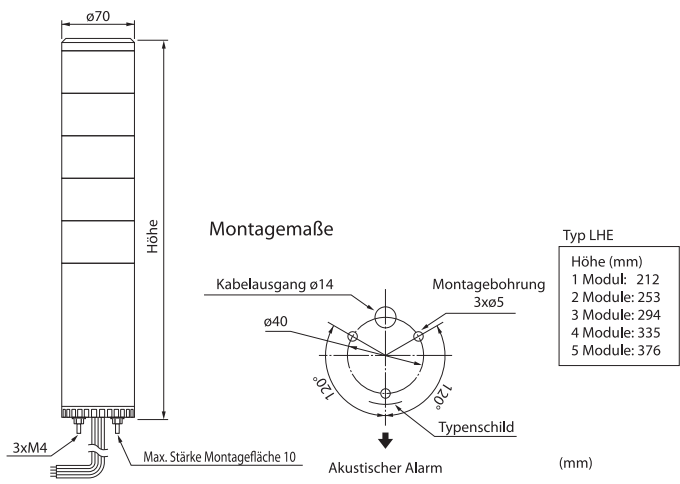 ø70
Höhe
3xM4
Max. Stärke Montagefläche 10
Montagemaße
Kabelausgang ø14
Montagebohrung
3xø5
ø40
120°
120°
Typenschild
Akustischer Alarm
Typ LHE
Höhe (mm)
1 Modul: 212
2 Module: 253
3 Module: 294
4 Module: 335
5 Module: 376
(mm)